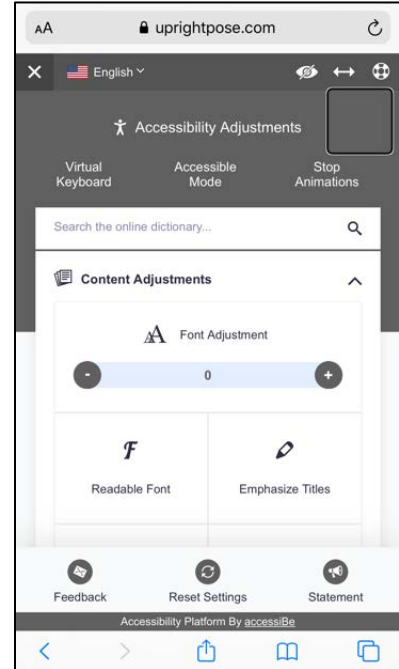 AA uprightpose.com
English
Accessibility Adjustments
Virtual Keyboard
Accessible Mode
Stop Animations
Search the online dictionary...
Content Adjustments
AA Font Adjustment
- 0 +
F
Readable Font
Emphasize Titles
Feedback
Reset Settings
Statement
Accessibility Platform By accessiBe